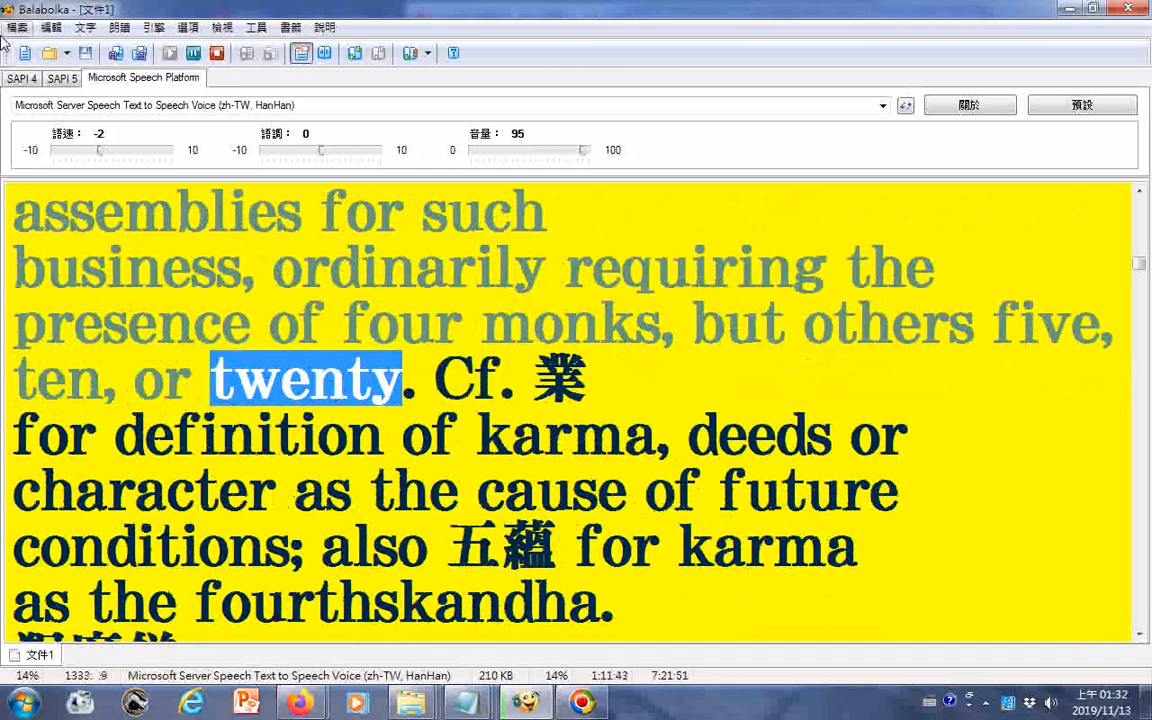 Balabolka - [文件1]
檔案 編輯 文字 朗讀 引擎 選項 檢視 工具 書籤 說明
SAPI 4 SAPI 5 Microsoft Speech Platform
Microsoft Server Speech Text to Speech Voice (zh-TW, HanHan) 關於 預設
語速： -2 語調： 0 音量： 95
-10 10 -10 10 0 100
assemblies for such
business, ordinarily requiring the
presence of four monks, but others five,
ten, or twenty. Cf. 業
for definition of karma, deeds or
character as the cause of future
conditions; also 五蘊 for karma
as the fourthskandha.
文件1
14% 1333: :9 Microsoft Server Speech Text to Speech Voice (zh-TW, HanHan) 210 KB 14% 1:11:43 7:21:51
上午 01:32
2019/11/13